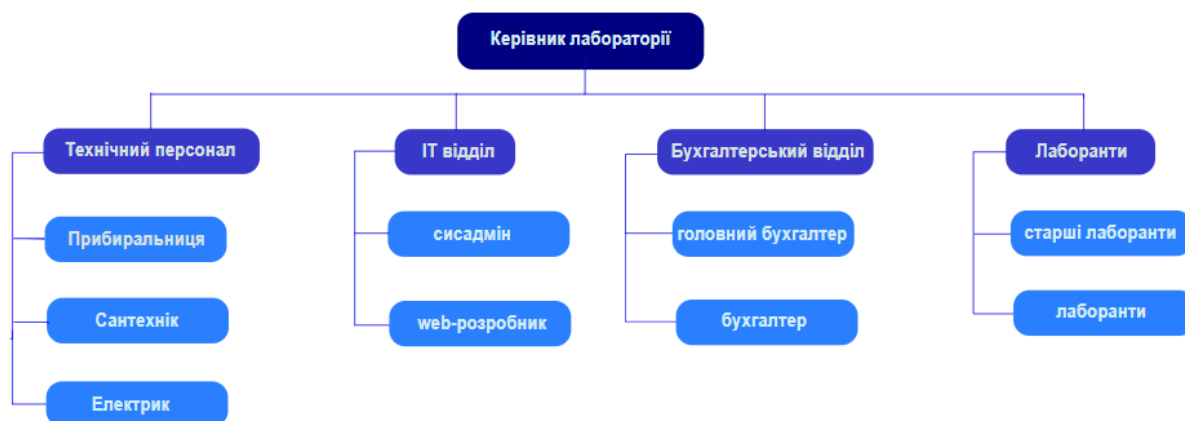 Керівник лабораторії
Технічний персонал
Прибиральниця
Сантехнік
Електрик
ІТ відділ
сисадмін
web-розробник
Бухгалтерський відділ
головний бухгалтер
бухгалтер
Лаборанти
старші лаборанти
лаборанти